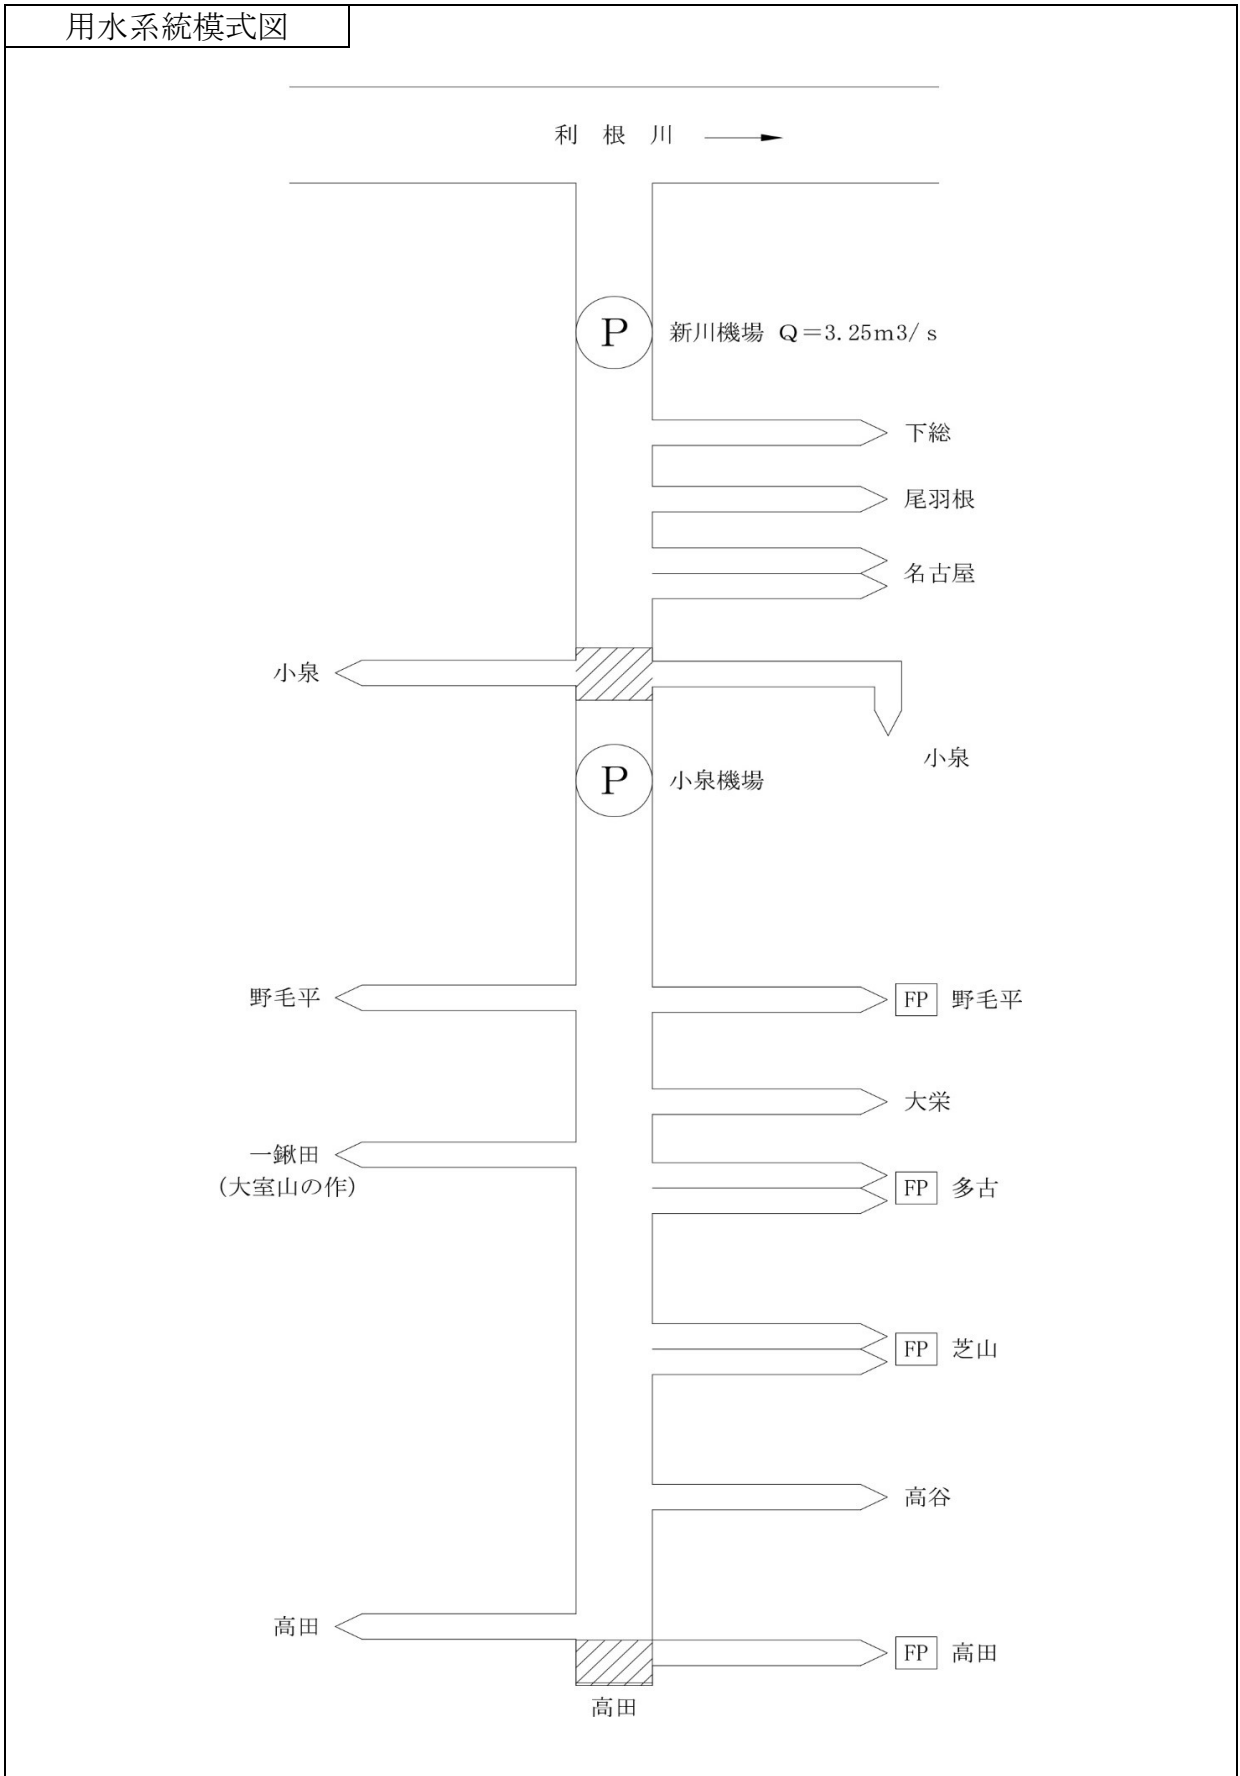 用水系統模式図
利 根 川
P
新川機場 Q＝3.25m3/s
下総
尾羽根
名古屋
小泉
小泉
P
小泉機場
野毛平
FP 野毛平
大栄
一鍬田
(大室山の作)
FP 多古
FP 芝山
高谷
高田
FP 高田
高田